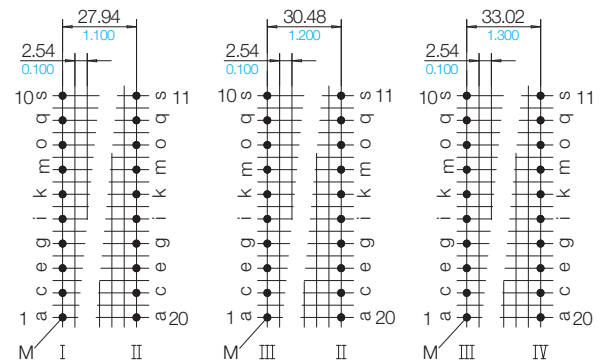 27.94 30.48 33.02
1.100 1.200 1.300
2.54 2.54 2.54
0.100 0.100 0.100
10 s s 11 10 s s 11 10 s s 11
q q q q q q
o o o o o o
m m m m m m
k k k k k k
i i i i i i
g g g g g g
e e e e e e
c c c c c c
1 a a 20 1 a a 20 1 a a 20
M I II M III II M III IV